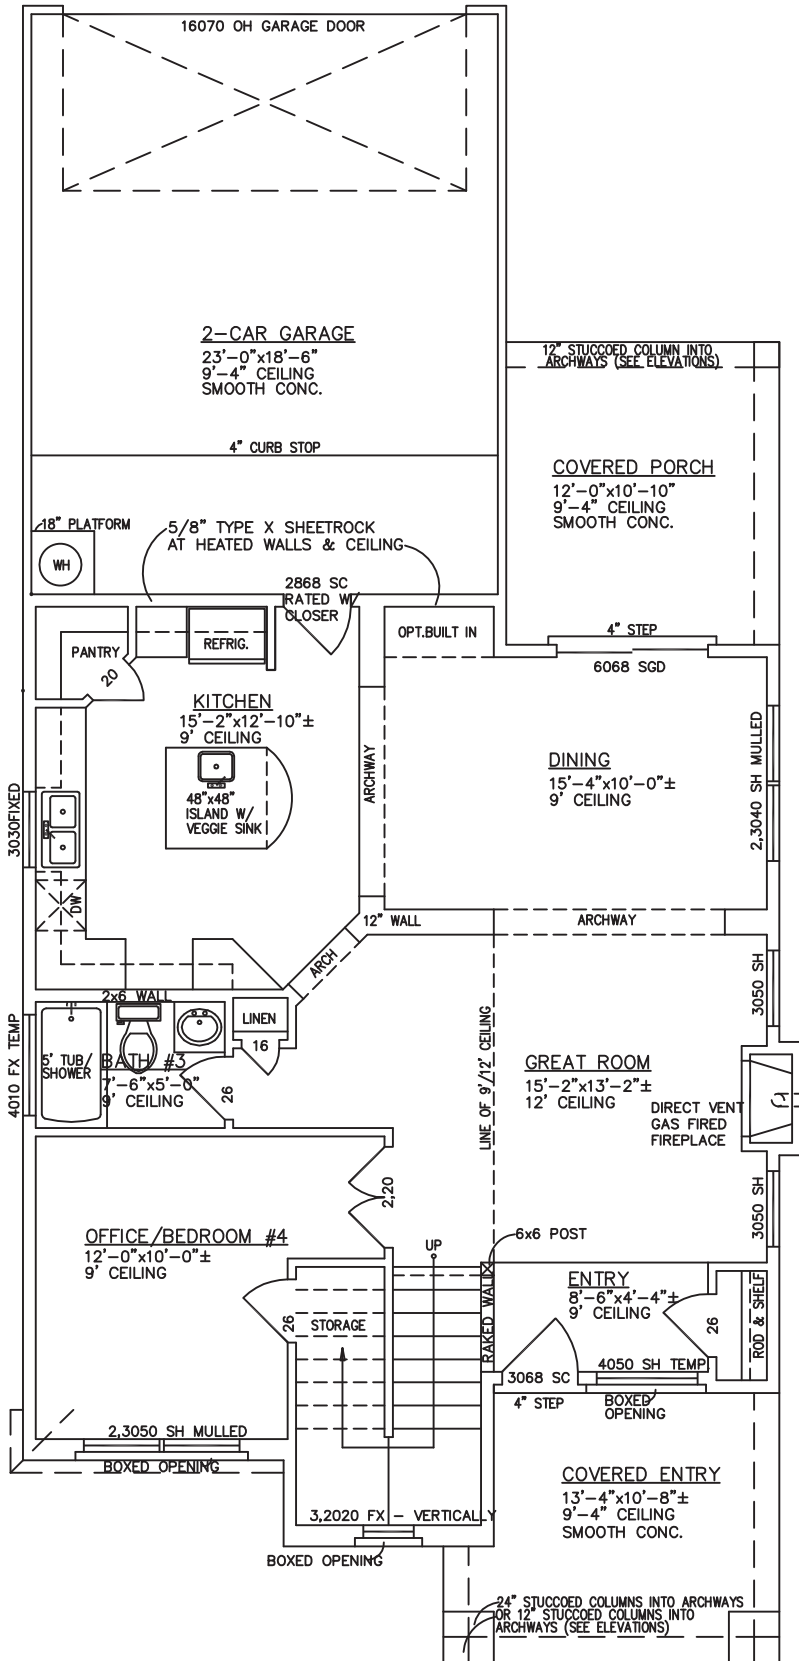 16070 OH GARAGE DOOR
2-CAR GARAGE
23'-0"x18'-6"
9'-4" CEILING
SMOOTH CONC.
12" STUCCOED COLUMN INTO
ARCHWAYS (SEE ELEVATIONS)
4" CURB STOP
COVERED PORCH
12'-0"x10'-10"
9'-4" CEILING
SMOOTH CONC.
18" PLATFORM
5/8" TYPE X SHEETROCK
AT HEATED WALLS & CEILING
WH
2868 SC
RATED W/
CLOSER
OPT.BUILT IN
4" STEP
REFRIG.
PANTRY
20
6068 SGD
KITCHEN
15'-2"x12'-10"±
9' CEILING
ARCHWAY
DINING
15'-4"x10'-0"±
9' CEILING
2,3040 SH MULLED
48"x48"
ISLAND W/
VEGGIE SINK
3030FIXED
DW
12" WALL
ARCHWAY
ARCH
2x6 WALL
LINEN
16
3050 SH
4010 FX TEMP
5' TUB/
SHOWER
BATH #3
7'-6"x5'-0"
9' CEILING
26
LINE OF 9'/12' CEILING
GREAT ROOM
15'-2"x13'-2"±
12' CEILING
DIRECT VENT
GAS FIRED
FIREPLACE
2,20
3050 SH
OFFICE/BEDROOM #4
12'-0"x10'-0"±
9' CEILING
UP
6x6 POST
ENTRY
8'-6"x4'-4"±
9' CEILING
26
STORAGE
RAKED WALL
26
ROD & SHELF
3068 SC
4050 SH TEMP.
4" STEP
BOXED
OPENING
2,3050 SH MULLED
BOXED OPENING
COVERED ENTRY
13'-4"x10'-8"±
9'-4" CEILING
SMOOTH CONC.
3,2020 FX - VERTICALLY
BOXED OPENING
24" STUCCOED COLUMNS INTO ARCHWAYS
OR 12" STUCCOED COLUMNS INTO
ARCHWAYS (SEE ELEVATIONS)